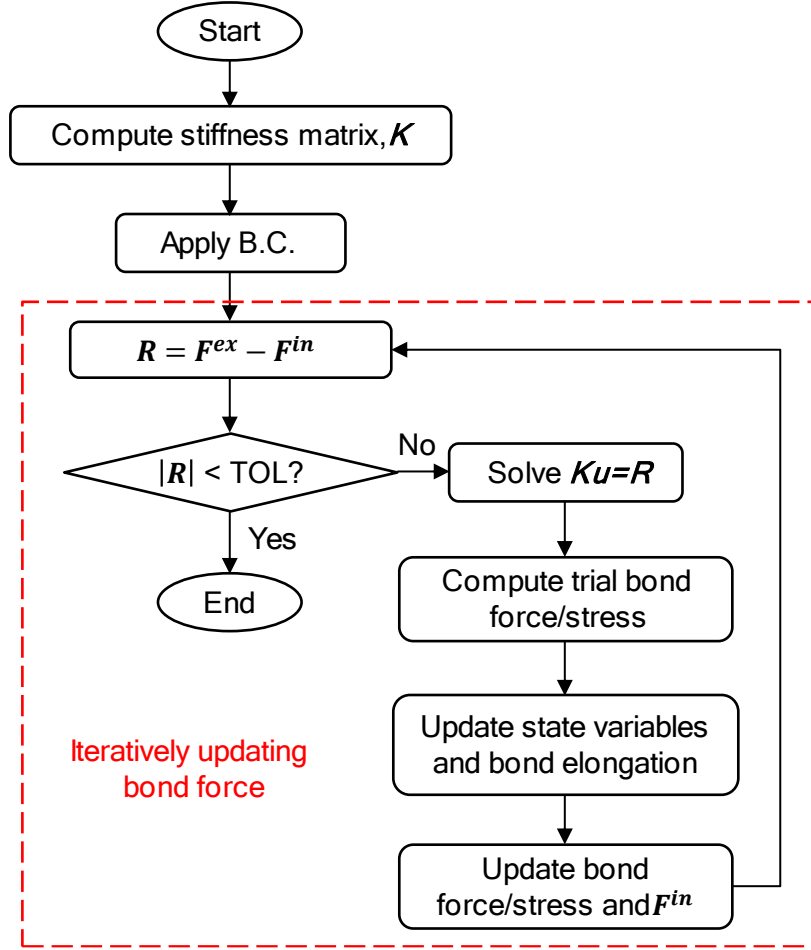 Start
Compute stiffness matrix, K
Apply B.C.
R = F^{ex} − F^{in}
|R| < TOL?
No
Solve Ku=R
Yes
End
Compute trial bond
force/stress
Update state variables
and bond elongation
Iteratively updating
bond force
Update bond
force/stress and F^{in}